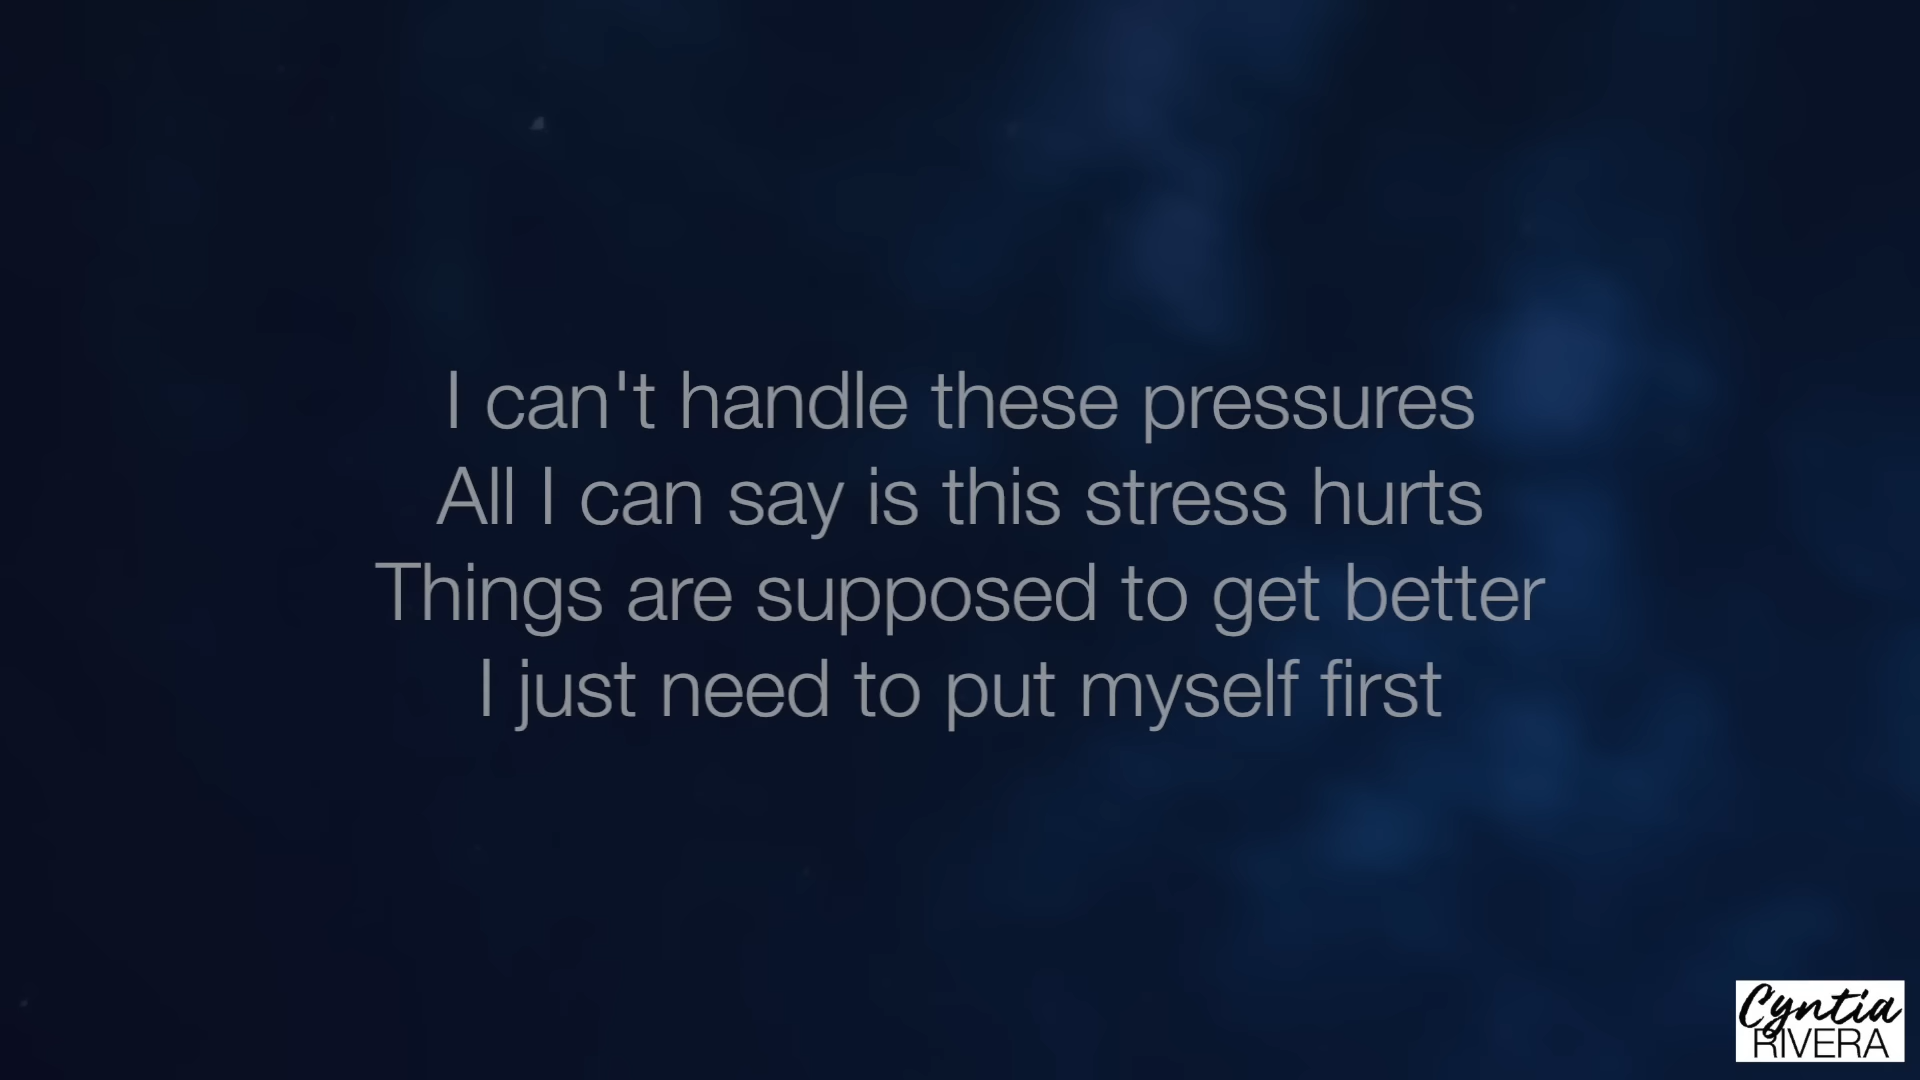 I can't handle these pressures
All I can say is this stress hurts
Things are supposed to get better
I just need to put myself first
Cyntia
RIVERA